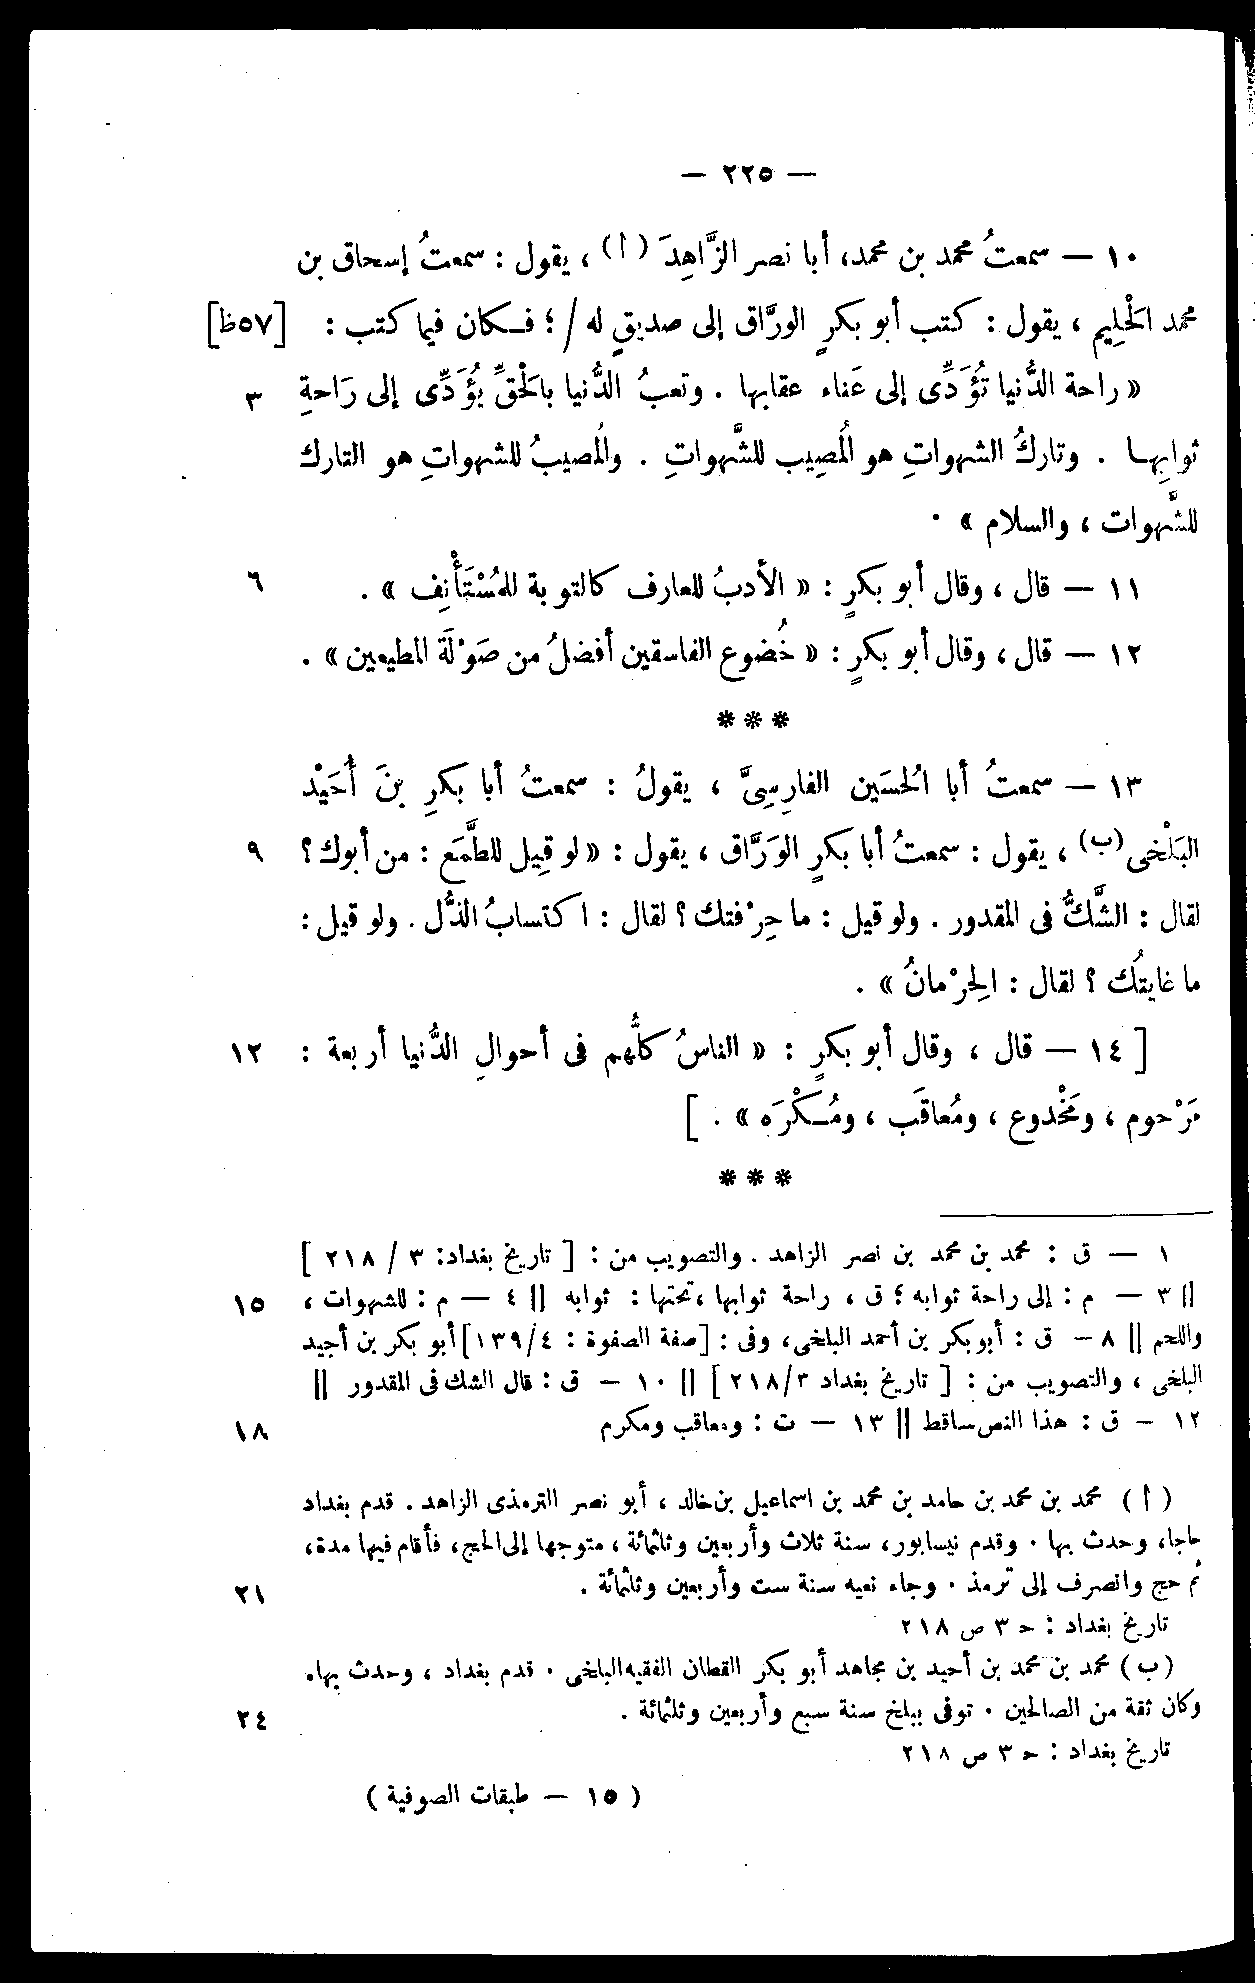 — ٢٢٥ —
١٠ — سمعتُ محمد بن محمد، أبا نصر الزَّاهِدَ (أ) ، يقول : سمعتُ إسحاق بن
محمد الْحَلِيم ، يقول : كتب أبو بكرٍ الورَّاق إلى صديقٍ له / ؛ فـكان فيما كتب : [٥٧ظ]
« راحة الدُّنيا تُؤَدِّى إلى عَناء عقابها . وتعبُ الدُّنيا بالْحَقِّ يُؤَدِّى إلى رَاحةِ ٣
ثوابِهـا . وتاركُ الشهواتِ هو المُصِيب للشَّهواتِ . والمُصيبُ للشهواتِ هو التارك
للشَّهوات ، والسلام » .
١١ — قال ، وقال أبو بكرٍ : « الأدبُ للعارف كالتوبة للمُسْتَأْنِف » . ٦
١٢ — قال ، وقال أبو بكرٍ : « خُضوع الفاسقين أفضلُ من صَوْلَة المطيعين » .
***
١٣ — سمعتُ أبا الحُسَين الفارِسِىَّ ، يقولُ : سمعتُ أبا بكرِ بنَ أُحَيْد
البَلْخى (ب) ، يقول : سمعتُ أبا بكرٍ الوَرَّاق ، يقول : « لو قِيل للطَّمَع : من أبوك ؟ ٩
لقال : الشَّكُّ فى المقدور . ولو قيل : ما حِرْفتك ؟ لقال : اكتسابُ الذُّل . ولو قيل :
ما غايتُك ؟ لقال : الحِرْمانُ » .
[ ١٤ — قال ، وقال أبو بكرٍ : « الناسُ كلُّهم فى أحوالِ الدُّنيا أربعة : ١٢
مَرْحوم ، ومَخْدوع ، ومُعاقَب ، ومُـكْرَه » . ]
***
١ — ق : محمد بن محمد بن نصر الزاهد . والتصويب من : [ تاريخ بغداد: ٣ / ٢١٨ ]
|| ٣ — م : إلى راحة ثوابه ؛ ق ، راحة ثوابها ، تحتها : ثوابه || ٤ — م : للشهوات ، ١٥
واللحم || ٨ — ق : أبو بكر بن أحمد البلخى، وفى : [صفة الصفوة : ١٣٩/٤] أبو بكر بن أجيد
البلخى ، والتصويب من : [ تاريخ بغداد ٢١٨/٣ ] || ١٠ — ق : قال الشك فى المقدور ||
١٢ — ق : هذا النص ساقط || ١٣ — ت : ومعاقب ومكرم ١٨
( أ ) محمد بن محمد بن حامد بن محمد بن اسماعيل بن خالد ، أبو نصر الترمذى الزاهد . قدم بغداد
حاجا، وحدث بها . وقدم نيسابور، سنة ثلاث وأربعين وثلثمائة ، متوجها إلى الحج، فأقام فيها مدة،
ثم حج وانصرف إلى ترمذ . وجاء نعيه سنة ست وأربعين وثلثمائة . ٢١
تاريخ بغداد : ح ٣ ص ٢١٨
( ب ) محمد بن محمد بن أحيد بن مجاهد أبو بكر القطان الفقيه البلخى . قدم بغداد ، وحدث بها .
وكان ثقة من الصالحين . توفى ببلخ سنة سبع وأربعين وثلثمائة . ٢٤
تاريخ بغداد : ح ٣ ص ٢١٨
( ١٥ — طبقات الصوفية )